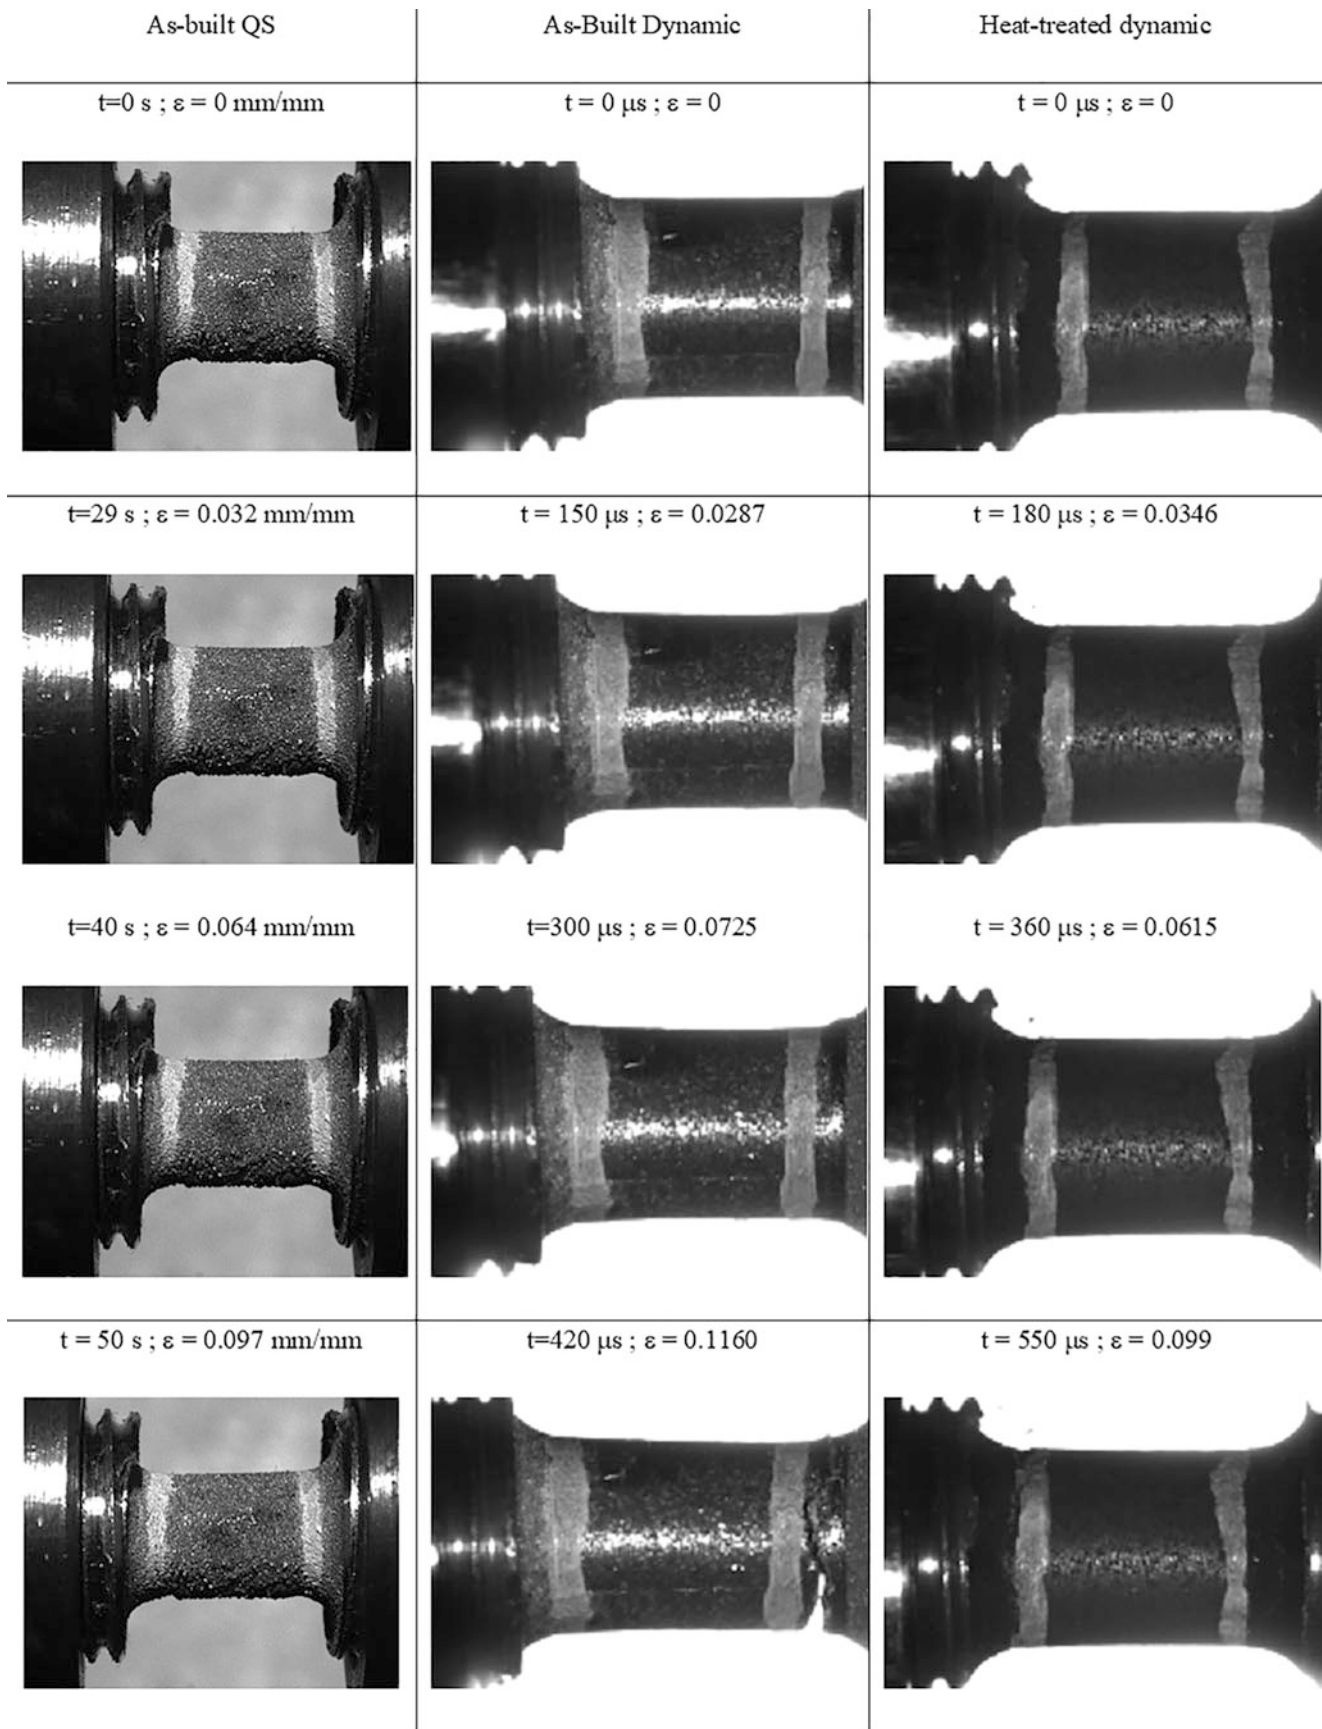 As-built QS As-Built Dynamic Heat-treated dynamic
t=0 s ; ε = 0 mm/mm t = 0 μs ; ε = 0 t = 0 μs ; ε = 0
t=29 s ; ε = 0.032 mm/mm t = 150 μs ; ε = 0.0287 t = 180 μs ; ε = 0.0346
t=40 s ; ε = 0.064 mm/mm t=300 μs ; ε = 0.0725 t = 360 μs ; ε = 0.0615
t = 50 s ; ε = 0.097 mm/mm t=420 μs ; ε = 0.1160 t = 550 μs ; ε = 0.099